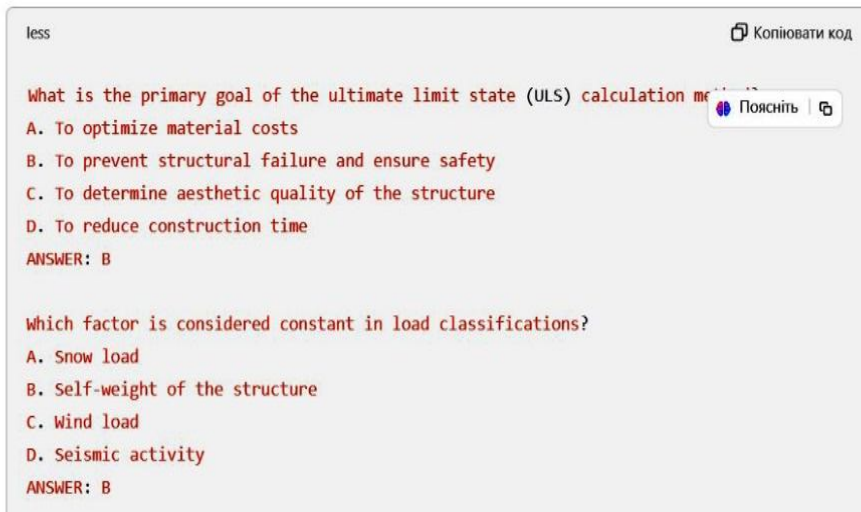 less
Копіювати код
What is the primary goal of the ultimate limit state (ULS) calculation
Поясніть
A. To optimize material costs
B. To prevent structural failure and ensure safety
C. To determine aesthetic quality of the structure
D. To reduce construction time
ANSWER: B
Which factor is considered constant in load classifications?
A. Snow load
B. Self-weight of the structure
C. Wind load
D. Seismic activity
ANSWER: B